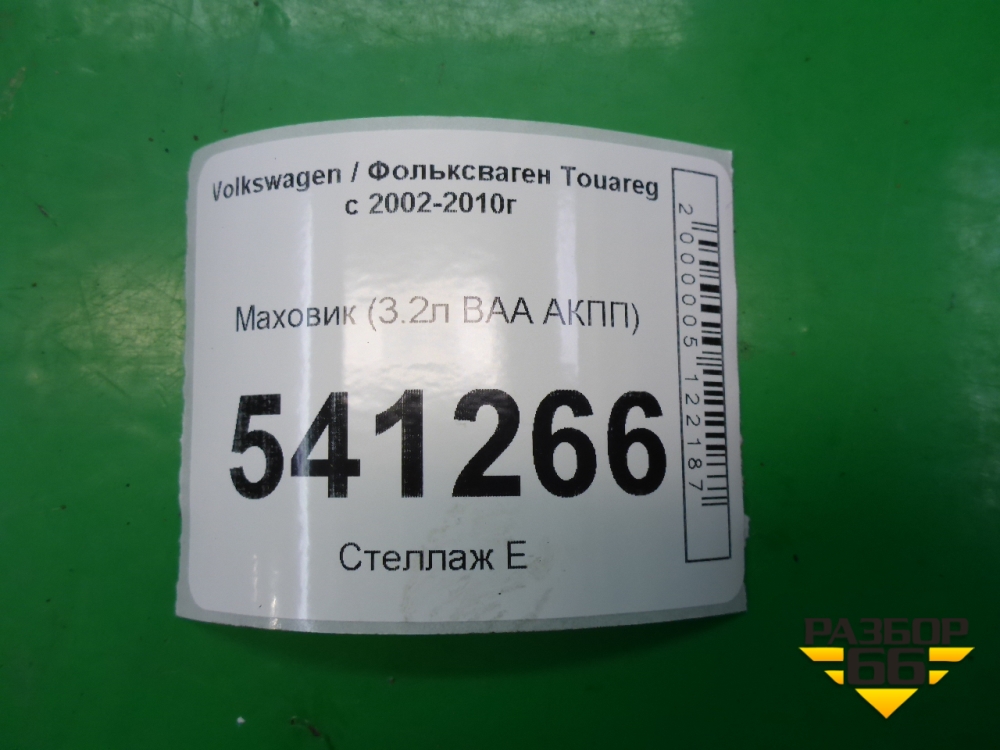 Volkswagen / Фольксваген Touareg
с 2002-2010г
Маховик (3.2л BAA АКПП)
541266
Стеллаж Е
2000005122187
РАЗБОР
66